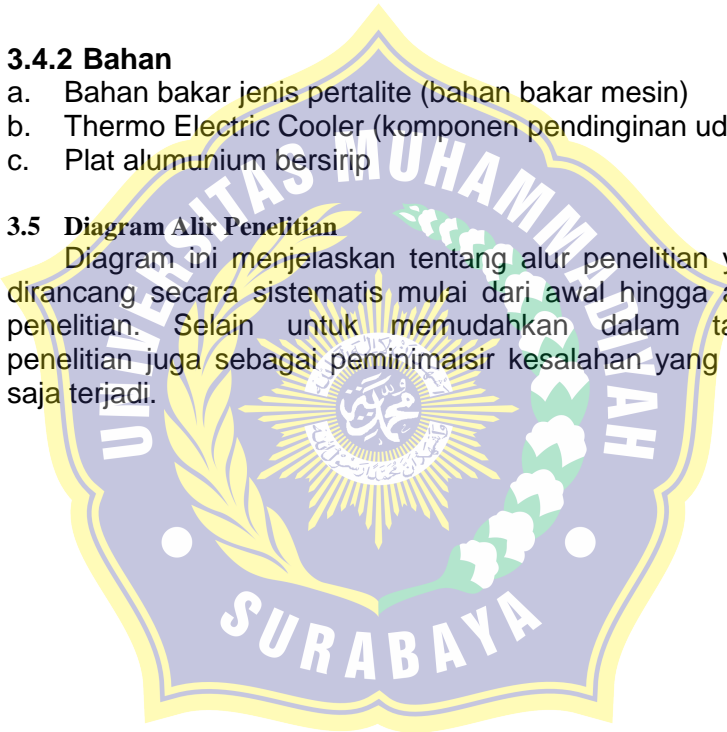 3.4.2 Bahan
a. Bahan bakar jenis pertalite (bahan bakar mesin)
b. Thermo Electric Cooler (komponen pendinginan ud
c. Plat alumunium bersirip
3.5 Diagram Alir Penelitian
Diagram ini menjelaskan tentang alur penelitian y
dirancang secara sistematis mulai dari awal hingga a
penelitian. Selain untuk memudahkan dalam ta
penelitian juga sebagai peminimaisir kesalahan yang
saja terjadi.
UNIVERSITAS MUHAMMADIYAH
SURABAYA